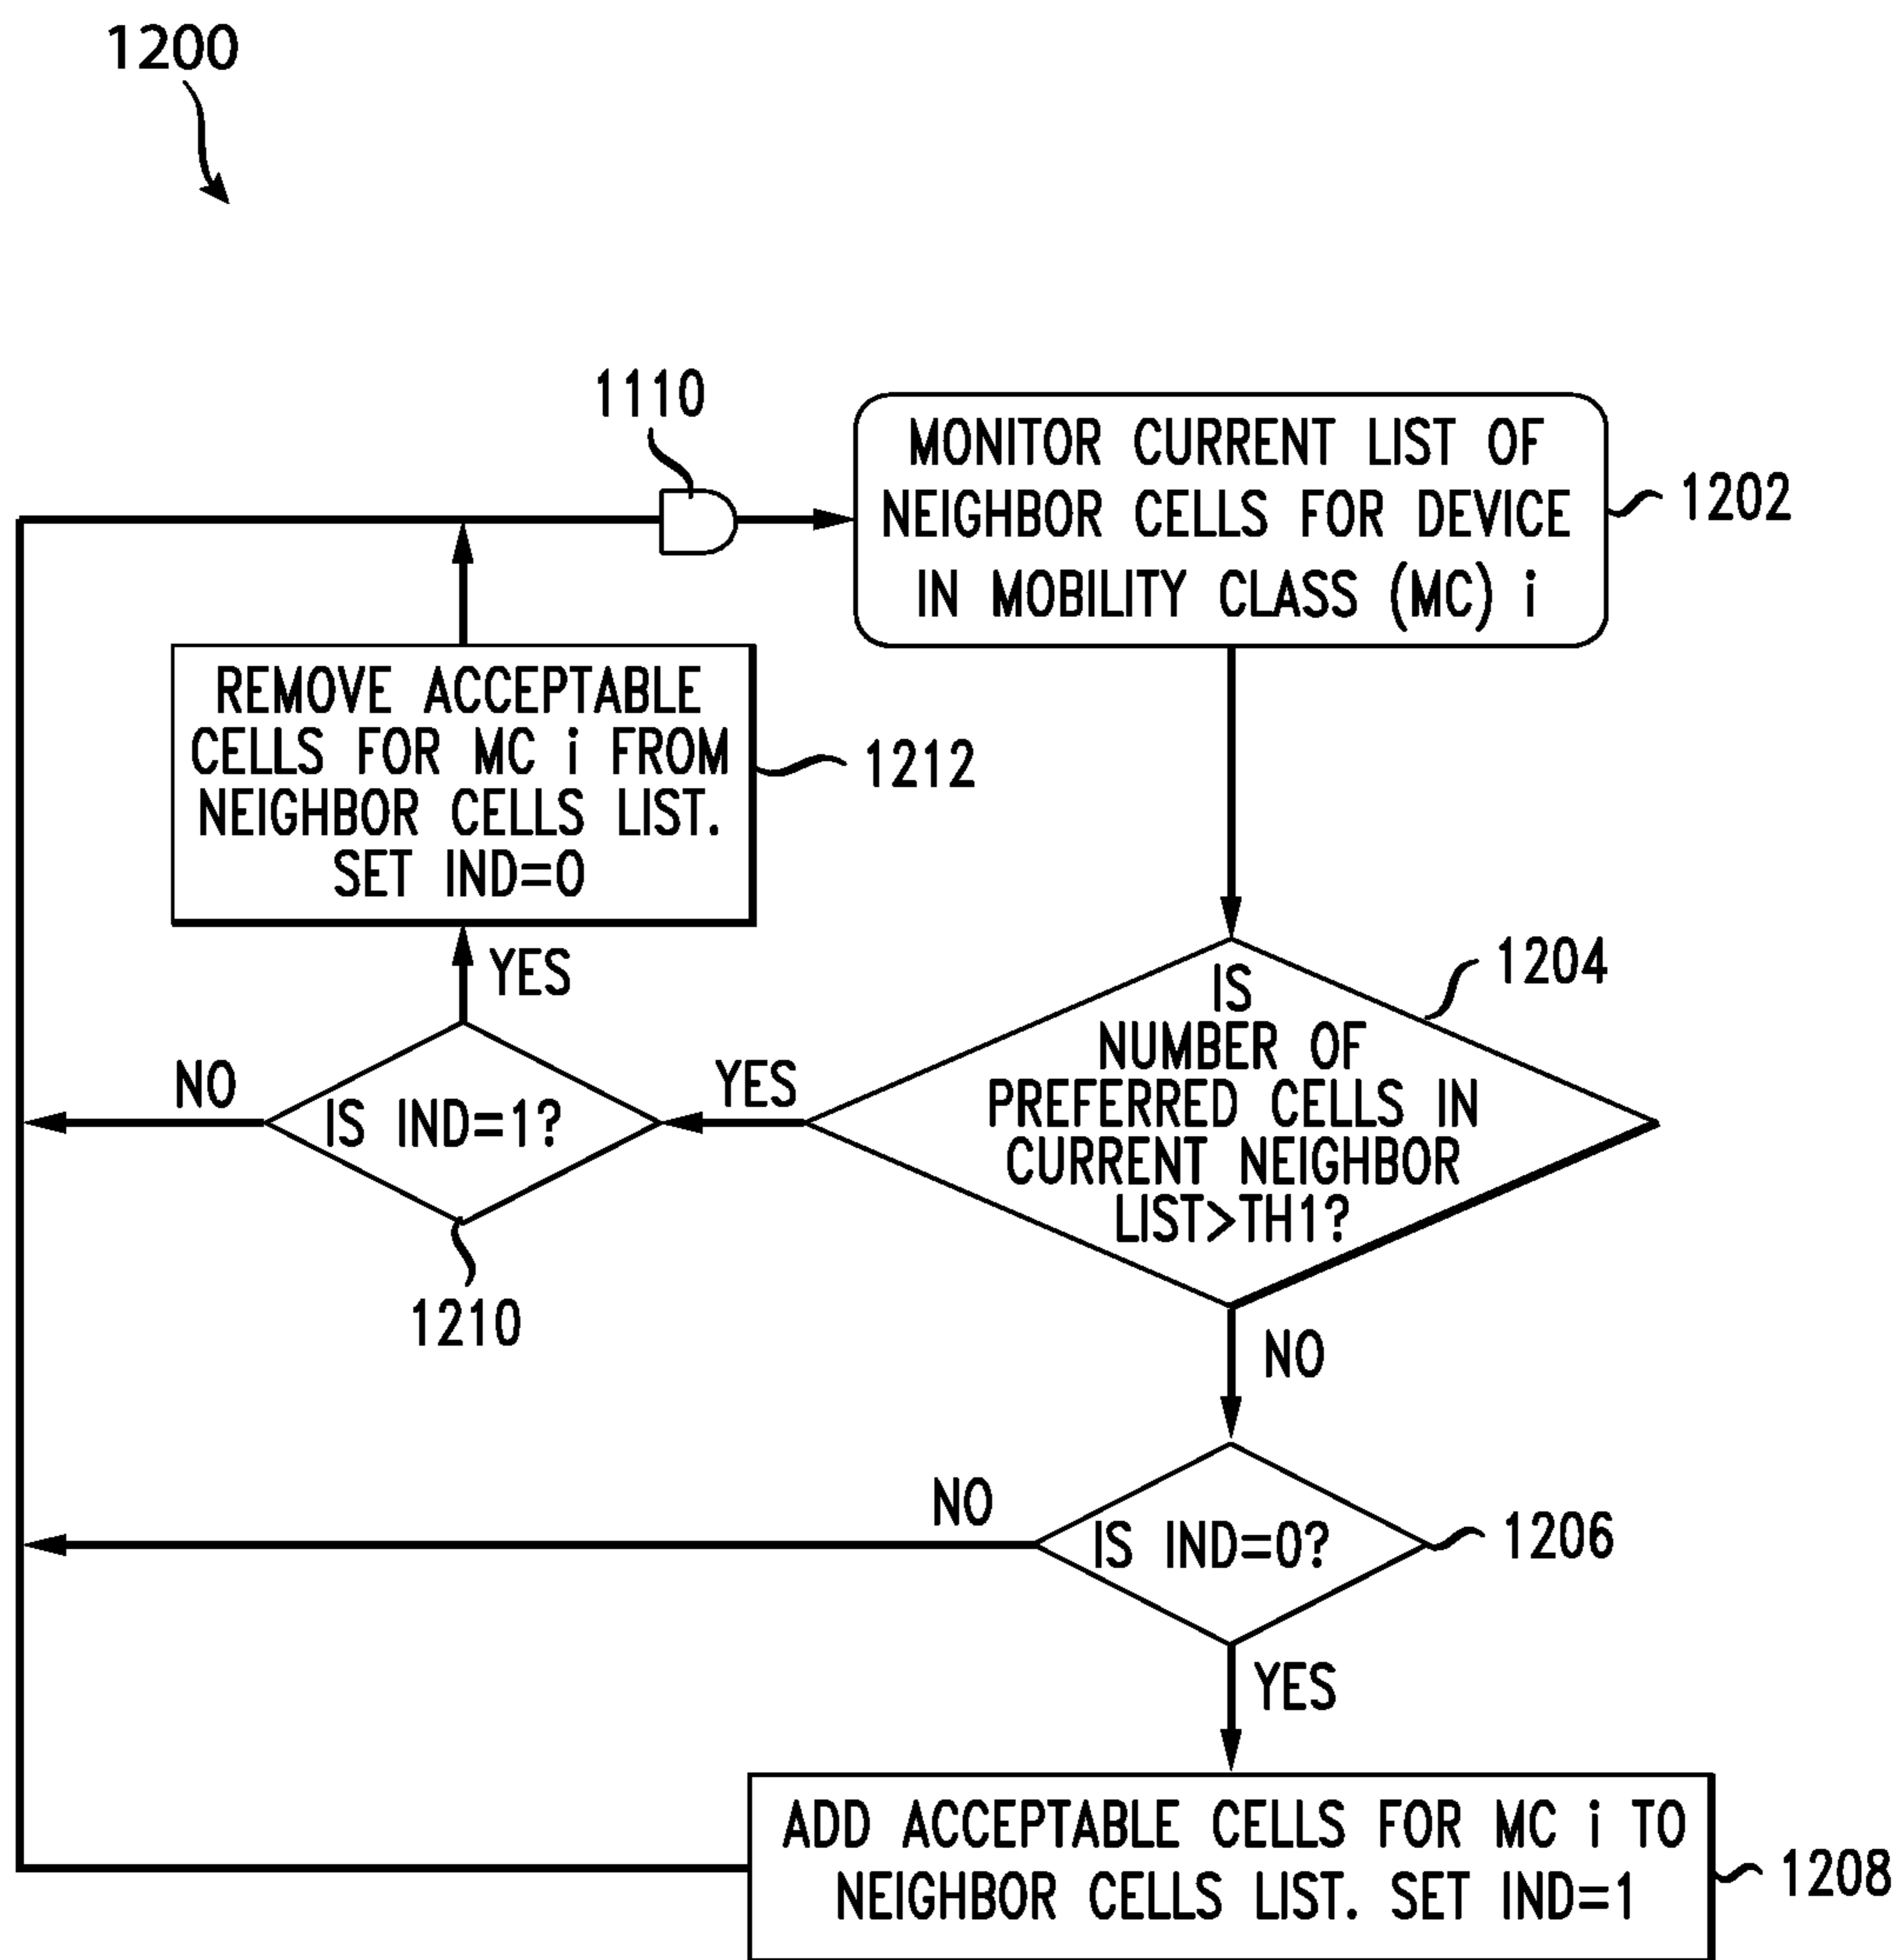 1200
1110
MONITOR CURRENT LIST OF
NEIGHBOR CELLS FOR DEVICE
IN MOBILITY CLASS (MC) i
1202
REMOVE ACCEPTABLE
CELLS FOR MC i FROM
NEIGHBOR CELLS LIST.
SET IND=0
1212
YES
1204
IS
NUMBER OF
PREFERRED CELLS IN
CURRENT NEIGHBOR
LIST>TH1?
NO
IS IND=1?
YES
1210
NO
NO
IS IND=0?
1206
YES
ADD ACCEPTABLE CELLS FOR MC i TO
NEIGHBOR CELLS LIST. SET IND=1
1208